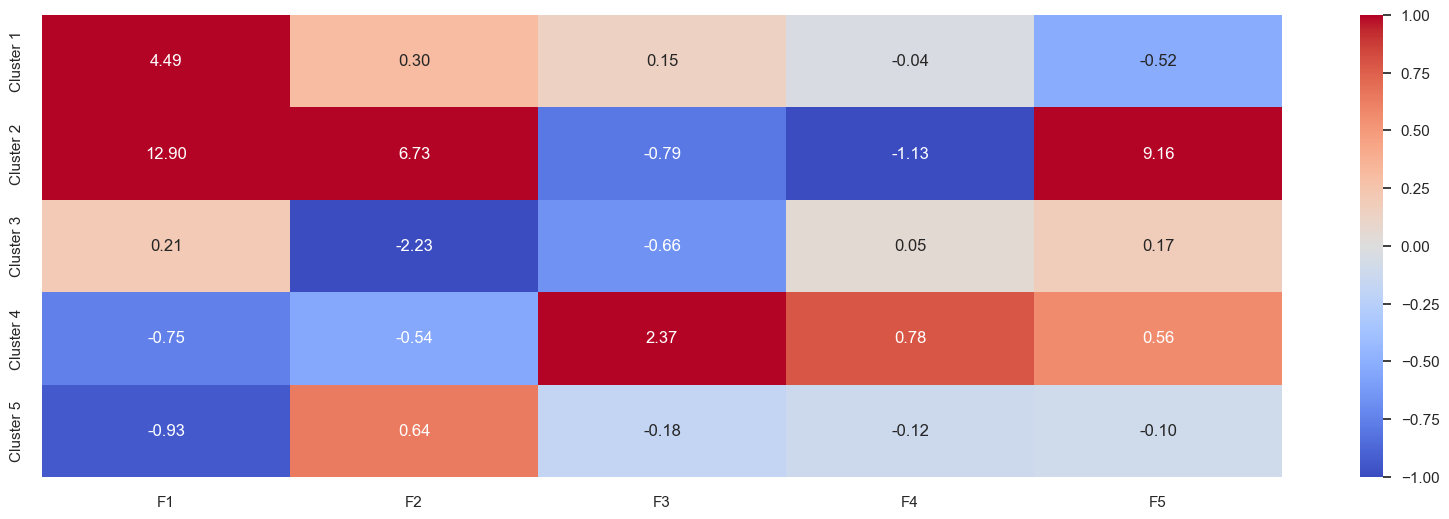 Cluster 1 4.49 0.30 0.15 -0.04 -0.52
Cluster 2 12.90 6.73 -0.79 -1.13 9.16
Cluster 3 0.21 -2.23 -0.66 0.05 0.17
Cluster 4 -0.75 -0.54 2.37 0.78 0.56
Cluster 5 -0.93 0.64 -0.18 -0.12 -0.10
F1 F2 F3 F4 F5
1.00
0.75
0.50
0.25
0.00
−0.25
−0.50
−0.75
−1.00